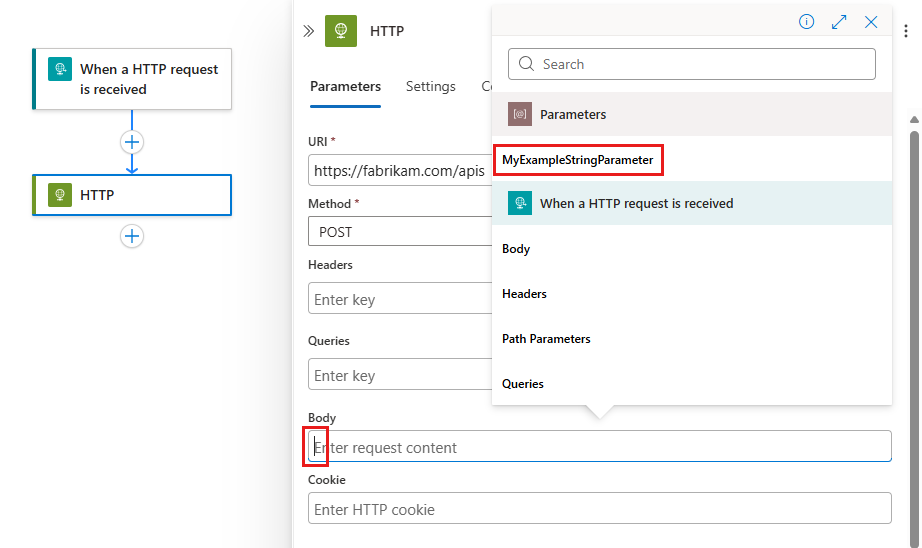 When a HTTP request
is received
HTTP
HTTP
Parameters
Settings
Co
URI *
https://fabrikam.com/apis
Method *
POST
Headers
Enter key
Queries
Enter key
Body
Enter request content
Cookie
Enter HTTP cookie
Search
[@] Parameters
MyExampleStringParameter
When a HTTP request is received
Body
Headers
Path Parameters
Queries